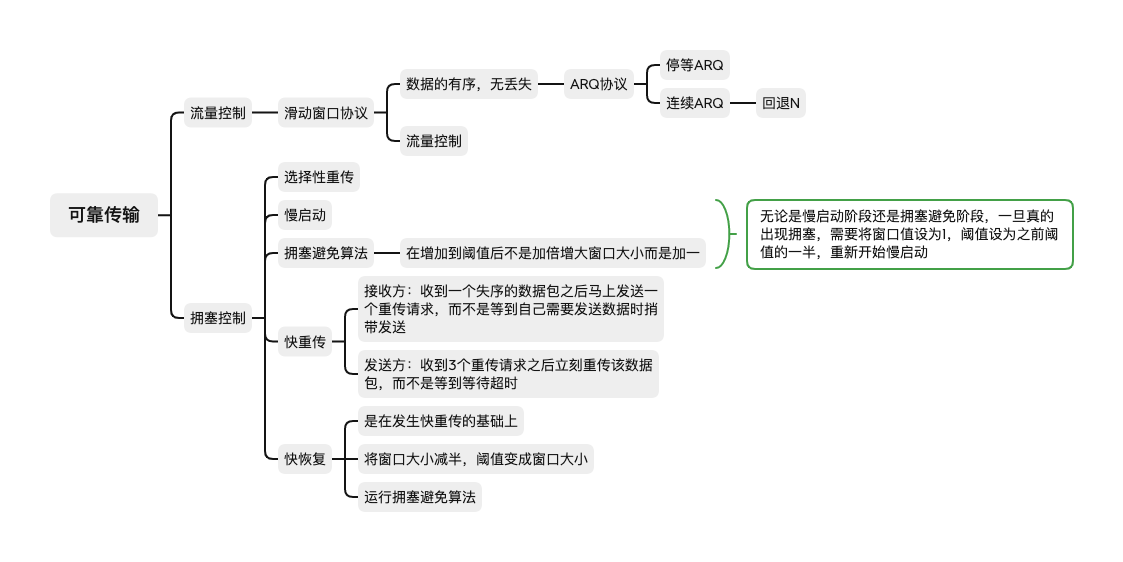 可靠传输
流量控制
滑动窗口协议
数据的有序，无丢失
ARQ协议
停等ARQ
连续ARQ
回退N
流量控制
拥塞控制
选择性重传
慢启动
拥塞避免算法
在增加到阈值后不是加倍增大窗口大小而是加一
无论是慢启动阶段还是拥塞避免阶段，一旦真的
出现拥塞，需要将窗口值设为1，阈值设为之前阈
值的一半，重新开始慢启动
快重传
接收方：收到一个失序的数据包之后马上发送一
个重传请求，而不是等到自己需要发送数据时捎
带发送
发送方：收到3个重传请求之后立刻重传该数据
包，而不是等到等待超时
快恢复
是在发生快重传的基础上
将窗口大小减半，阈值变成窗口大小
运行拥塞避免算法